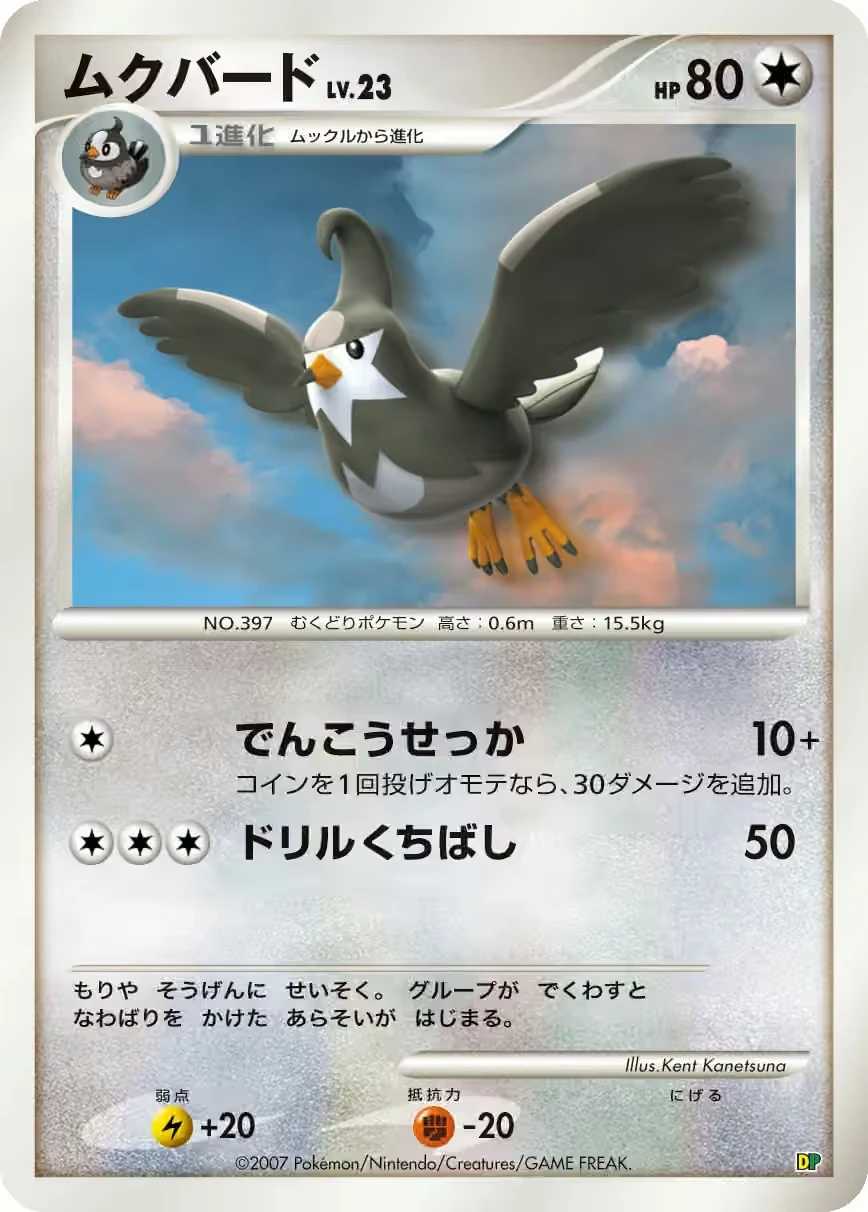 ムクバード LV.23 HP 80
1進化 ムックルから進化
NO.397 むくどりポケモン 高さ:0.6m 重さ:15.5kg
でんこうせっか 10+
コインを1回投げオモテなら、30ダメージを追加。
ドリルくちばし 50
もりや そうげんに せいそく。 グループが でくわすと
なわばりを かけた あらそいが はじまる。
Illus.Kent Kanetsuna
弱点 抵抗力 にげる
+20 -20
©2007 Pokémon/Nintendo/Creatures/GAME FREAK.
DP